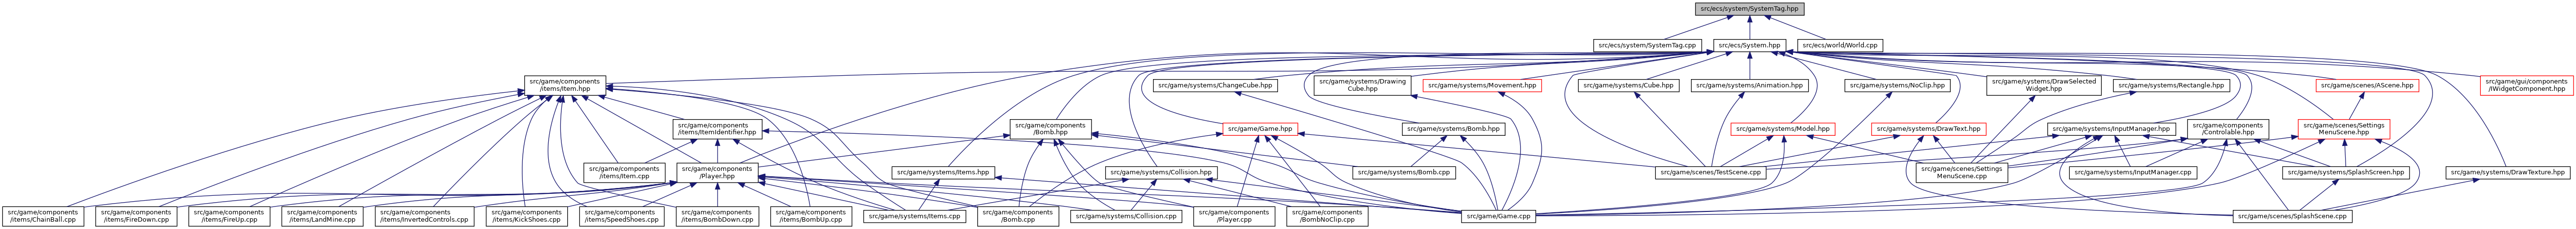 src/ecs/system/SystemTag.hpp
src/ecs/system/SystemTag.cpp
src/ecs/System.hpp
src/ecs/world/World.cpp
src/game/components
/items/Item.hpp
src/game/systems/ChangeCube.hpp
src/game/systems/Drawing
Cube.hpp
src/game/systems/Movement.hpp
src/game/systems/Cube.hpp
src/game/systems/Animation.hpp
src/game/systems/NoClip.hpp
src/game/systems/DrawSelected
Widget.hpp
src/game/systems/Rectangle.hpp
src/game/scenes/AScene.hpp
src/game/gui/components
/IWidgetComponent.hpp
src/game/components
/items/ItemIdentifier.hpp
src/game/components
/Bomb.hpp
src/game/Game.hpp
src/game/systems/Bomb.hpp
src/game/systems/Model.hpp
src/game/systems/DrawText.hpp
src/game/systems/InputManager.hpp
src/game/components
/Controlable.hpp
src/game/scenes/Settings
MenuScene.hpp
src/game/components
/items/Item.cpp
src/game/components
/Player.hpp
src/game/systems/Items.hpp
src/game/systems/Collision.hpp
src/game/systems/Bomb.cpp
src/game/scenes/TestScene.cpp
src/game/scenes/Settings
MenuScene.cpp
src/game/systems/InputManager.cpp
src/game/systems/SplashScreen.hpp
src/game/systems/DrawTexture.hpp
src/game/components
/items/ChainBall.cpp
src/game/components
/items/FireDown.cpp
src/game/components
/items/FireUp.cpp
src/game/components
/items/LandMine.cpp
src/game/components
/items/InvertedControls.cpp
src/game/components
/items/KickShoes.cpp
src/game/components
/items/SpeedShoes.cpp
src/game/components
/items/BombDown.cpp
src/game/components
/items/BombUp.cpp
src/game/systems/Items.cpp
src/game/components
/Bomb.cpp
src/game/systems/Collision.cpp
src/game/components
/Player.cpp
src/game/components
/BombNoClip.cpp
src/game/Game.cpp
src/game/scenes/SplashScene.cpp